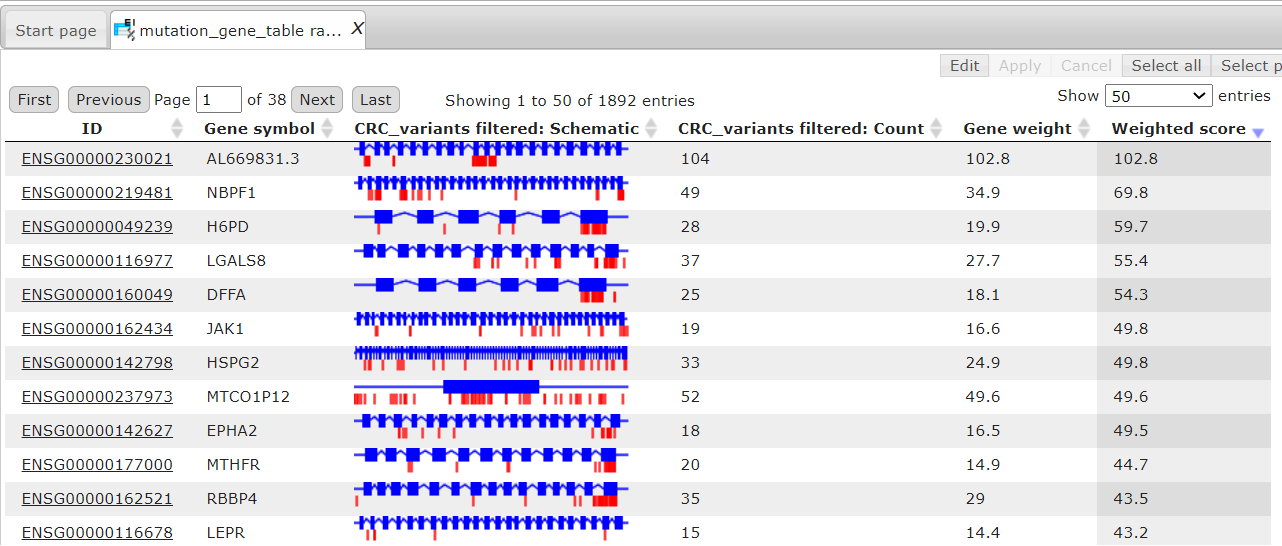 Start page mutation_gene_table ra... X
Edit Apply Cancel Select all Select p
First Previous Page 1 of 38 Next Last Showing 1 to 50 of 1892 entries Show 50 entries
ID Gene symbol CRC_variants filtered: Schematic CRC_variants filtered: Count Gene weight Weighted score
ENSG00000230021 AL669831.3 104 102.8 102.8
ENSG00000219481 NBPF1 49 34.9 69.8
ENSG00000049239 H6PD 28 19.9 59.7
ENSG00000116977 LGALS8 37 27.7 55.4
ENSG00000160049 DFFA 25 18.1 54.3
ENSG00000162434 JAK1 19 16.6 49.8
ENSG00000142798 HSPG2 33 24.9 49.8
ENSG00000237973 MTCO1P12 52 49.6 49.6
ENSG00000142627 EPHA2 18 16.5 49.5
ENSG00000177000 MTHFR 20 14.9 44.7
ENSG00000162521 RBBP4 35 29 43.5
ENSG00000116678 LEPR 15 14.4 43.2